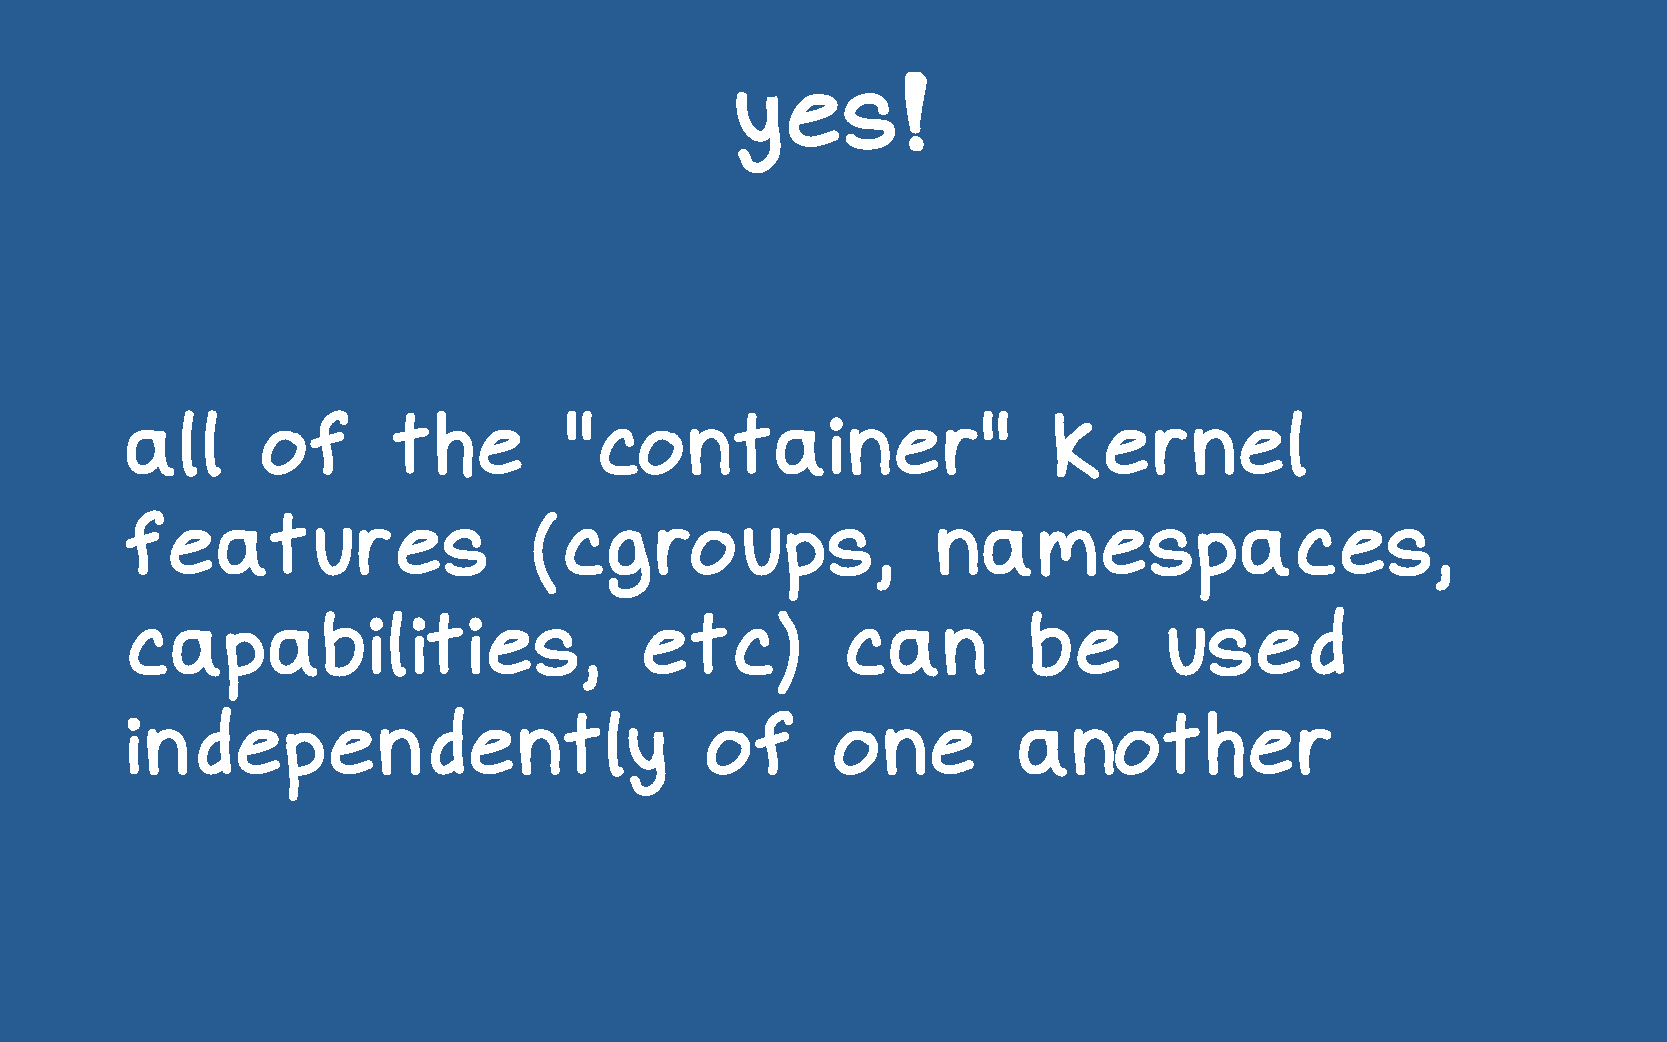 yes!
all of the "container" kernel
features (cgroups, namespaces,
capabilities, etc) can be used
independently of one another